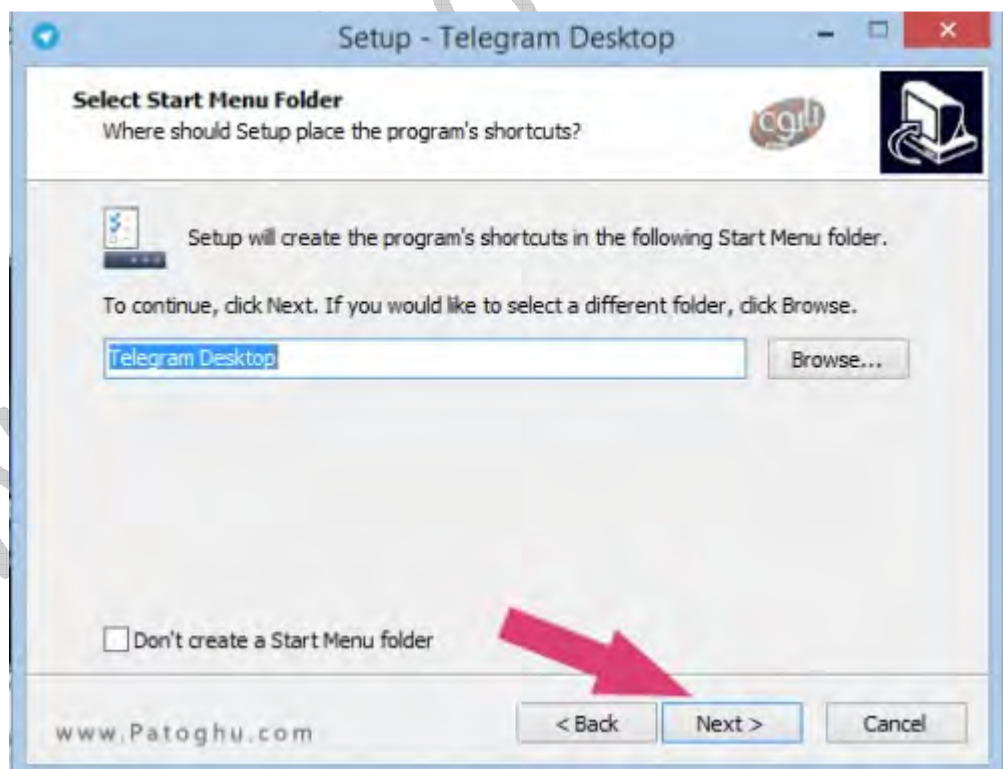 Setup - Telegram Desktop
Select Start Menu Folder
Where should Setup place the program's shortcuts?
Setup will create the program's shortcuts in the following Start Menu folder.
To continue, click Next. If you would like to select a different folder, click Browse.
Telegram Desktop
Browse...
Don't create a Start Menu folder
www.Patoghu.com
< Back
Next >
Cancel